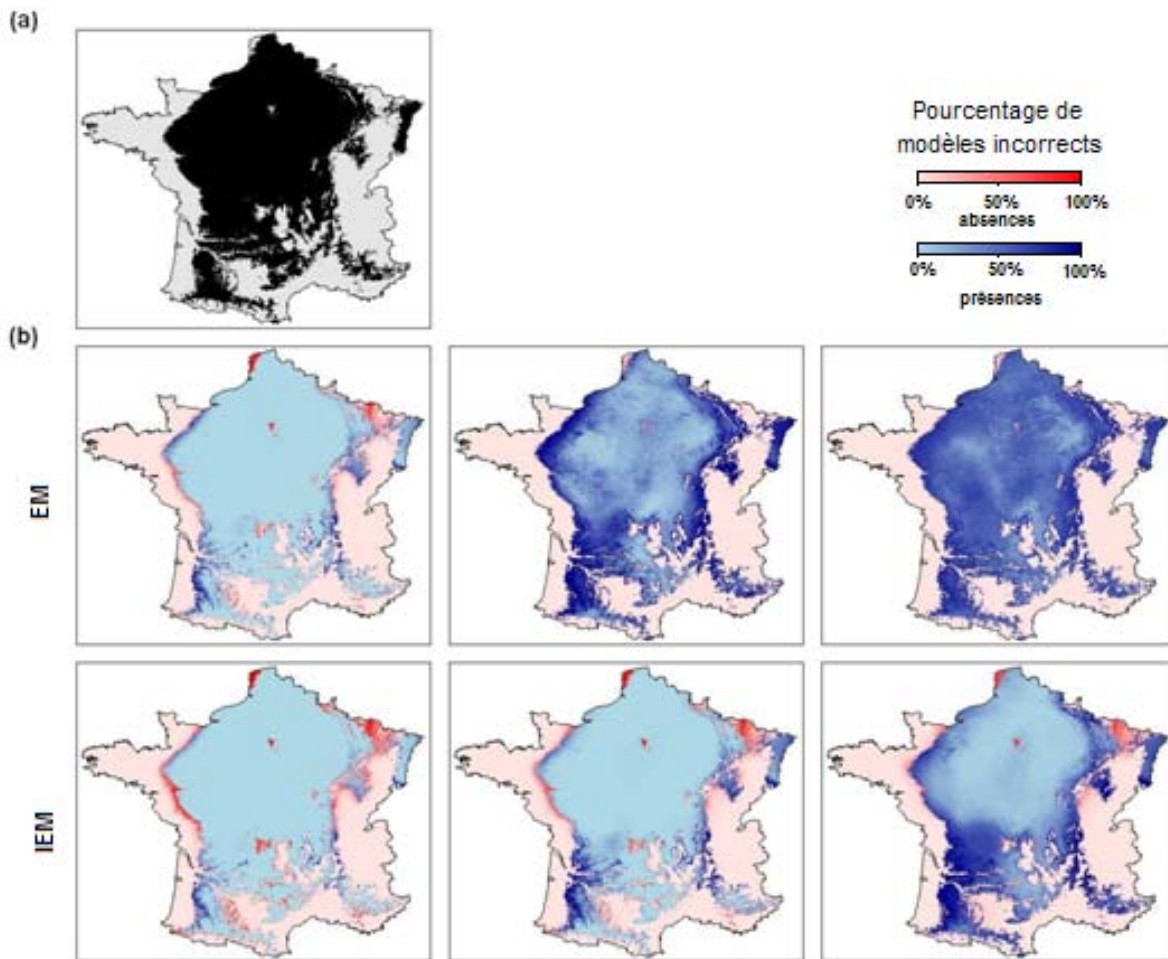 (a)
Pourcentage de
modèles incorrects
0% 50% 100%
absences
0% 50% 100%
présences
(b)
EM
IEM